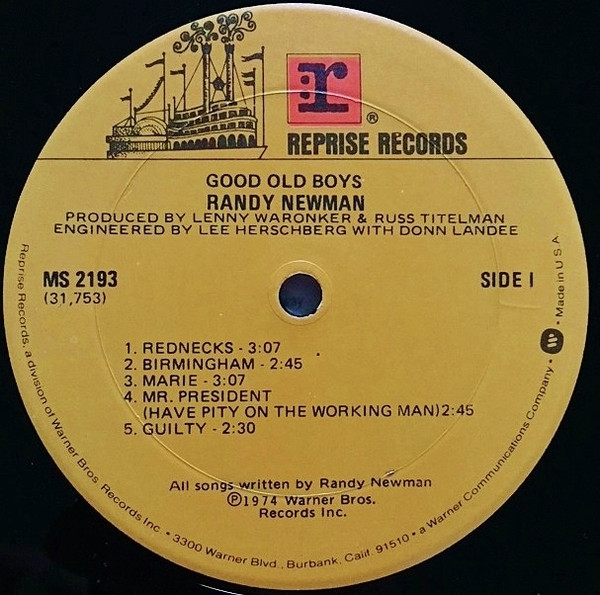 r
®
REPRISE RECORDS
GOOD OLD BOYS
RANDY NEWMAN
PRODUCED BY LENNY WARONKER & RUSS TITELMAN
ENGINEERED BY LEE HERSCHBERG WITH DONN LANDEE
MS 2193
(31,753)
SIDE I
1. REDNECKS - 3:07
2. BIRMINGHAM - 2:45
3. MARIE - 3:07
4. MR. PRESIDENT
(HAVE PITY ON THE WORKING MAN)2:45
5. GUILTY - 2:30
All songs written by Randy Newman
℗1974 Warner Bros.
Records Inc.
Reprise Records, a division of Warner Bros Records Inc • 3300 Warner Blvd., Burbank, Calif. 91510 • a Warner Communications Company • W • Made in U S A